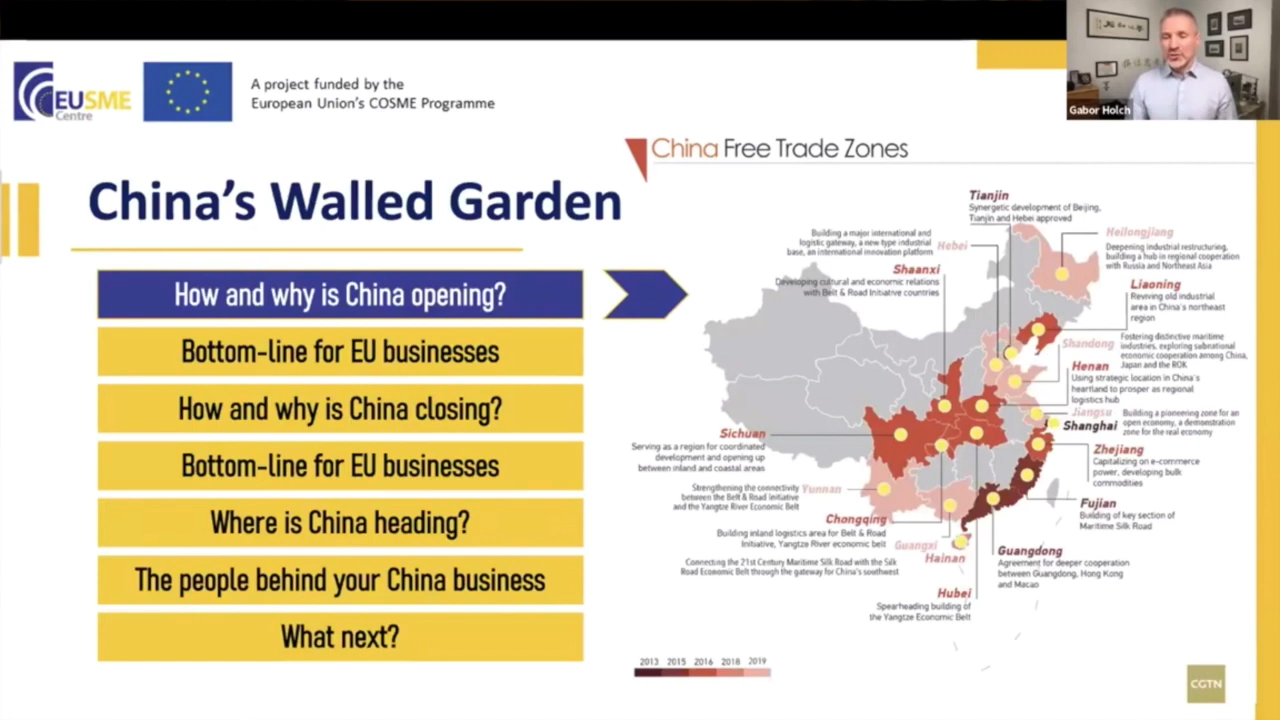 EUSME
Centre
A project funded by the
European Union's COSME Programme
Gabor Holch
China's Walled Garden
How and why is China opening?
Bottom-line for EU businesses
How and why is China closing?
Bottom-line for EU businesses
Where is China heading?
The people behind your China business
What next?
China Free Trade Zones
Tianjin
Synergetic development of Beijing,
Tianjin and Hebei approved
Building a major international and
logistic gateway, a new type industrial
base, an international innovation platform
Hebei
Heilongjiang
Deepening industrial restructuring,
building a hub in regional cooperation
with Russia and Northeast Asia
Shaanxi
Developing cultural and economic relations
with Belt & Road Initiative countries
Liaoning
Reviving old industrial
area in China's northeast
region
Shandong
Fostering distinctive maritime
industries, exploring subnational
economic cooperation among China,
Japan and the ROK
Henan
Using strategic location in China's
heartland to prosper as regional
logistics hub
Jiangsu
Building a pioneering zone for an
open economy, a demonstration
zone for the real economy
Shanghai
Sichuan
Serving as a region for coordinated
development and opening up
between inland and coastal areas
Zhejiang
Capitalizing on e-commerce
power, developing bulk
commodities
Strengthening the connectivity
between the Belt & Road Initiative
and the Yangtze River Economic Belt
Yunnan
Fujian
Building of key section of
Maritime Silk Road
Chongqing
Building inland logistics area for Belt & Road
Initiative, Yangtze River economic belt
Guangxi
Connecting the 21st Century Maritime Silk Road with the Silk
Road Economic Belt through the gateway for China's southwest
Hainan
Guangdong
Agreement for deeper cooperation
between Guangdong, Hong Kong
and Macao
Hubei
Spearheading building of
the Yangtze Economic Belt
2013 2015 2016 2018 2019
CGTN